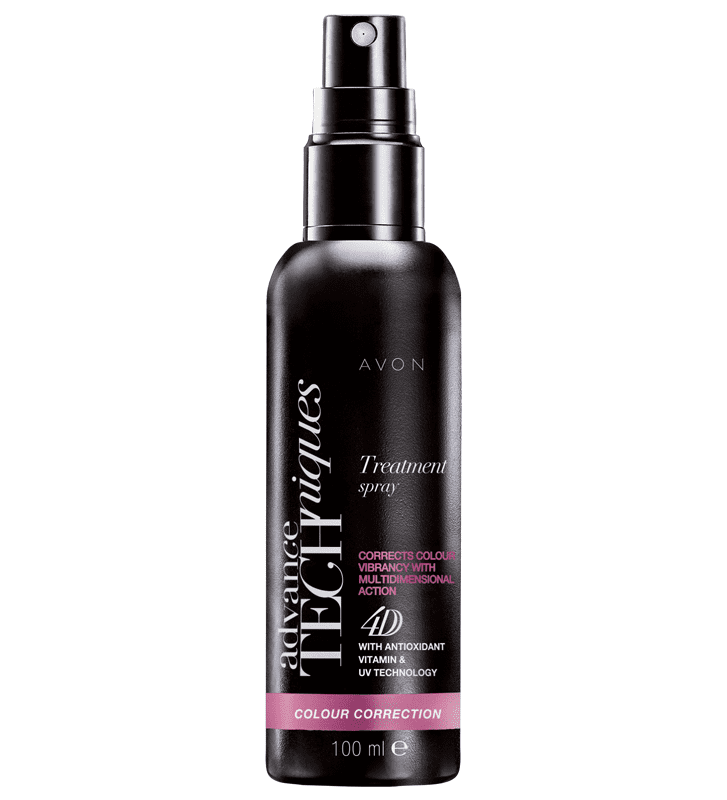 AVON
advance
TECHniques
Treatment
spray
CORRECTS COLOUR
VIBRANCY WITH
MULTIDIMENSIONAL
ACTION
4D
WITH ANTIOXIDANT
VITAMIN &
UV TECHNOLOGY
COLOUR CORRECTION
100 ml ℮